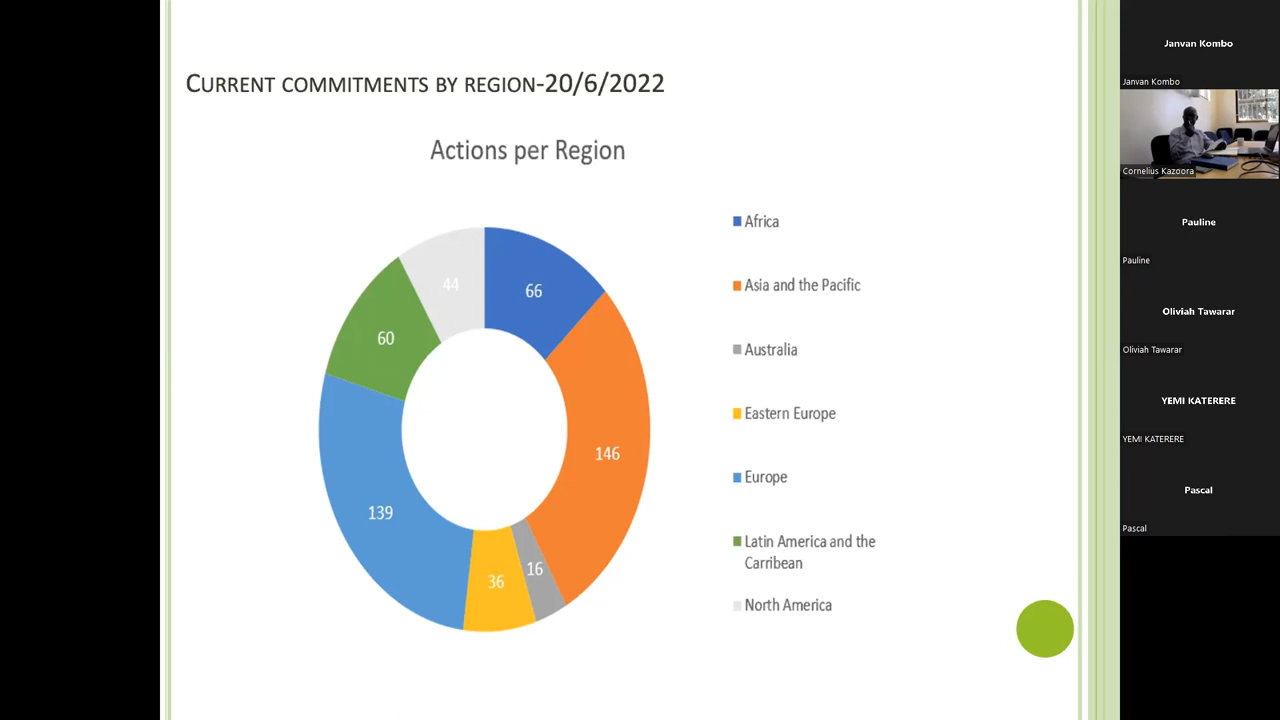 CURRENT COMMITMENTS BY REGION-20/6/2022
Actions per Region
44
66
60
146
139
36
16
Africa
Asia and the Pacific
Australia
Eastern Europe
Europe
Latin America and the
Carribean
North America
Janvan Kombo
Janvan Kombo
Cornelius Kazoora
Pauline
Pauline
Oliviah Tawarar
Oliviah Tawarar
YEMI KATERERE
YEMI KATERERE
Pascal
Pascal